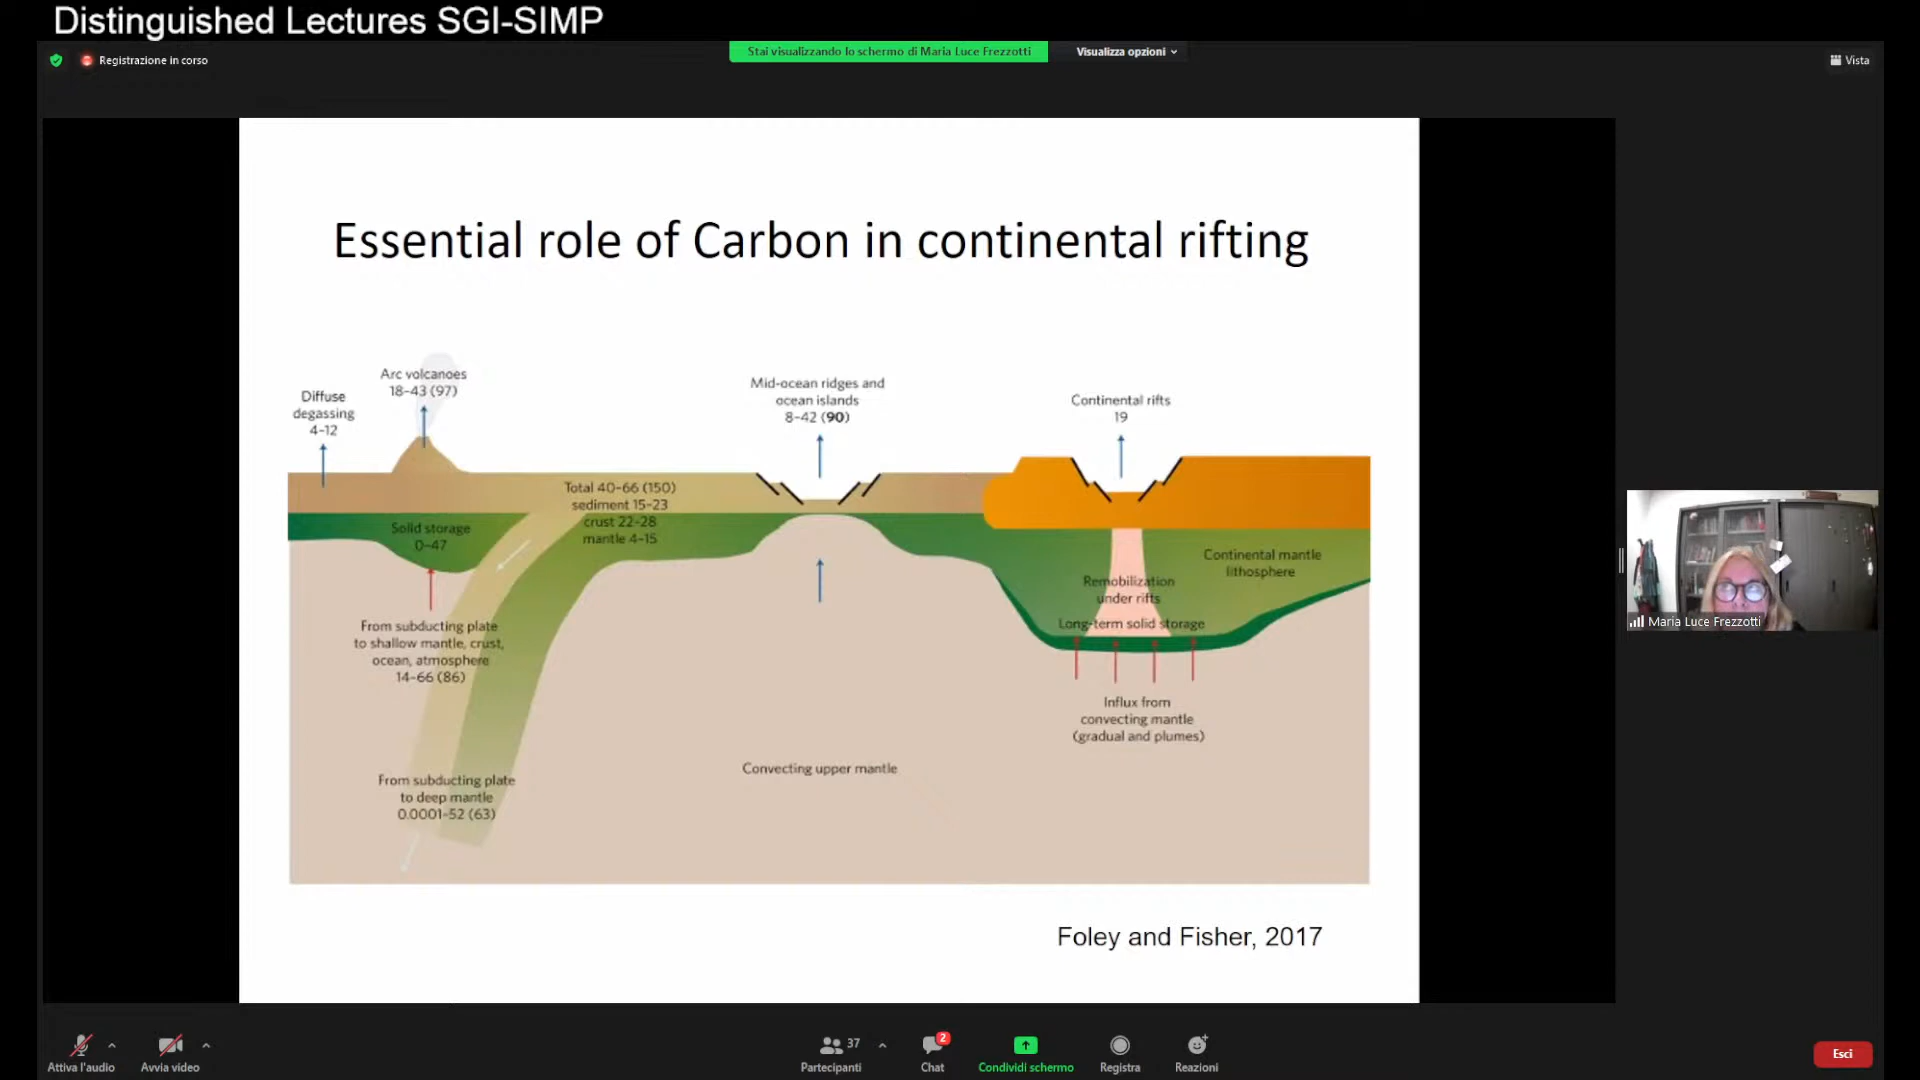 Distinguished Lectures SGI-SIMP
Stai visualizzando lo schermo di Maria Luce Frezzotti
Visualizza opzioni
Registrazione in corso
Vista
Essential role of Carbon in continental rifting
Diffuse
degassing
4–12
Arc volcanoes
18–43 (97)
Mid-ocean ridges and
ocean islands
8–42 (90)
Continental rifts
19
Total 40–66 (150)
sediment 15–23
crust 22–28
mantle 4–15
Solid storage
0–47
Continental mantle
lithosphere
Remobilization
under rifts
Long-term solid storage
From subducting plate
to shallow mantle, crust,
ocean, atmosphere
14–66 (86)
Influx from
convecting mantle
(gradual and plumes)
Convecting upper mantle
From subducting plate
to deep mantle
0.0001–52 (63)
Foley and Fisher, 2017
Maria Luce Frezzotti
Attiva l'audio
Avvia video
37
Partecipanti
2
Chat
Condividi schermo
Registra
Reazioni
Esci